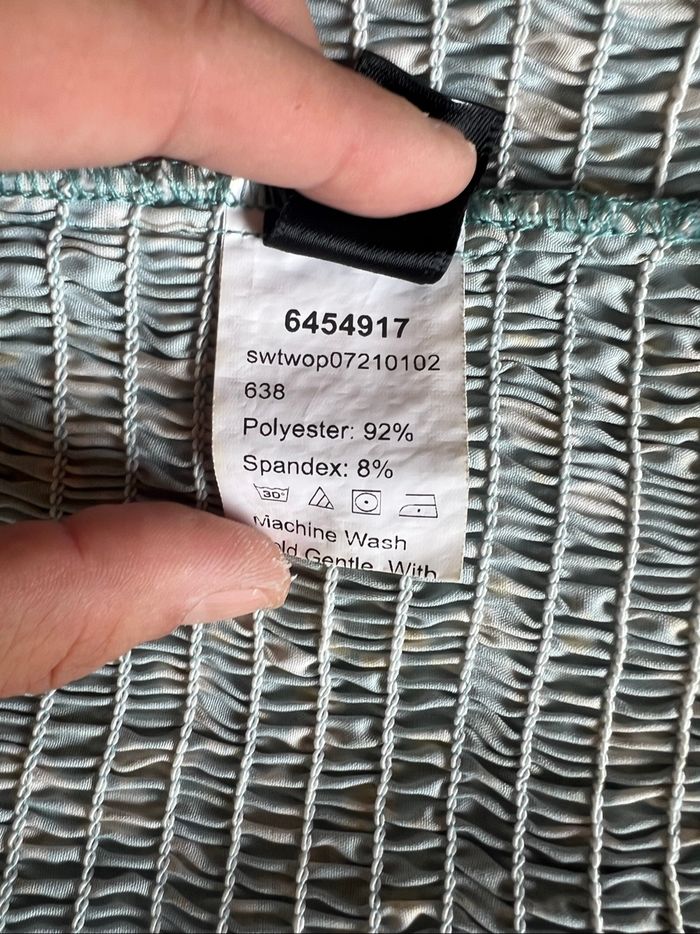 6454917
swtwop07210102
638
Polyester: 92%
Spandex: 8%
30°
Machine Wash
Gentle, With